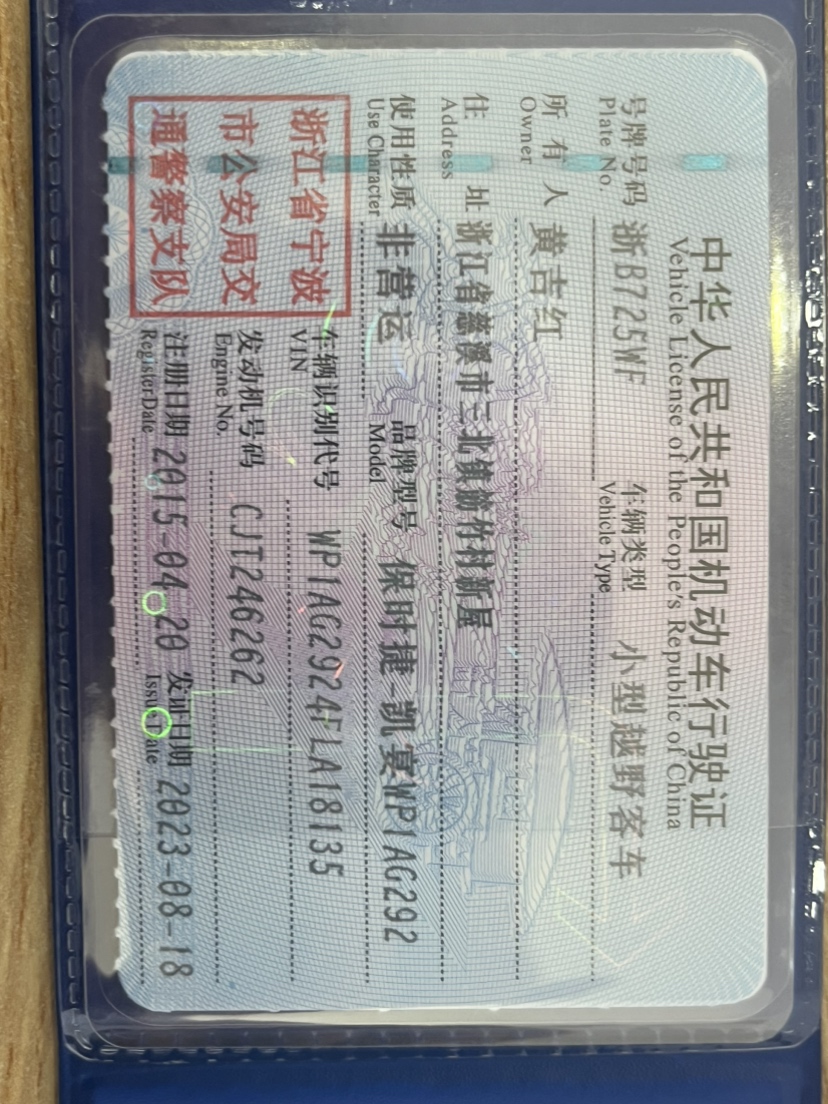 中华人民共和国机动车行驶证
Vehicle License of the People's Republic of China
号牌号码 浙B725WF 车辆类型 小型越野客车
Plate No. Vehicle Type
所有人 黄吉红
Owner
住址 浙江省慈溪市三北镇筋竹村新屋
Address
使用性质 非营运 品牌型号 保时捷-凯宴WP1AG292
Use Character Model
浙江省宁波
市公安局交
通警察支队
车辆识别代号 WP1AG2924FLA18135
VIN
发动机号码 CJT246262
Engine No.
注册日期 2015-04-20 发证日期 2023-08-18
Register Date Issue Date